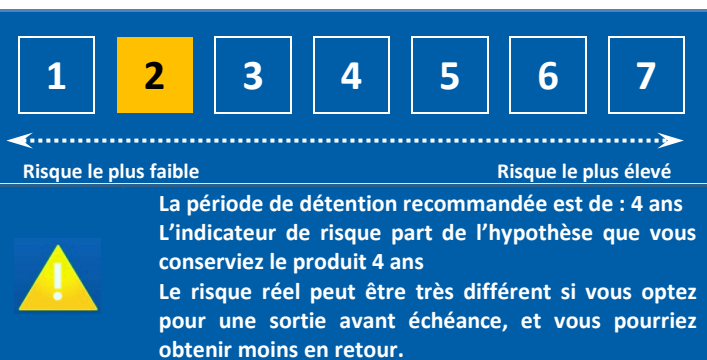 1 2 3 4 5 6 7
Risque le plus faible Risque le plus élevé
La période de détention recommandée est de : 4 ans
L'indicateur de risque part de l'hypothèse que vous
conserviez le produit 4 ans
Le risque réel peut être très différent si vous optez
pour une sortie avant échéance, et vous pourriez
obtenir moins en retour.